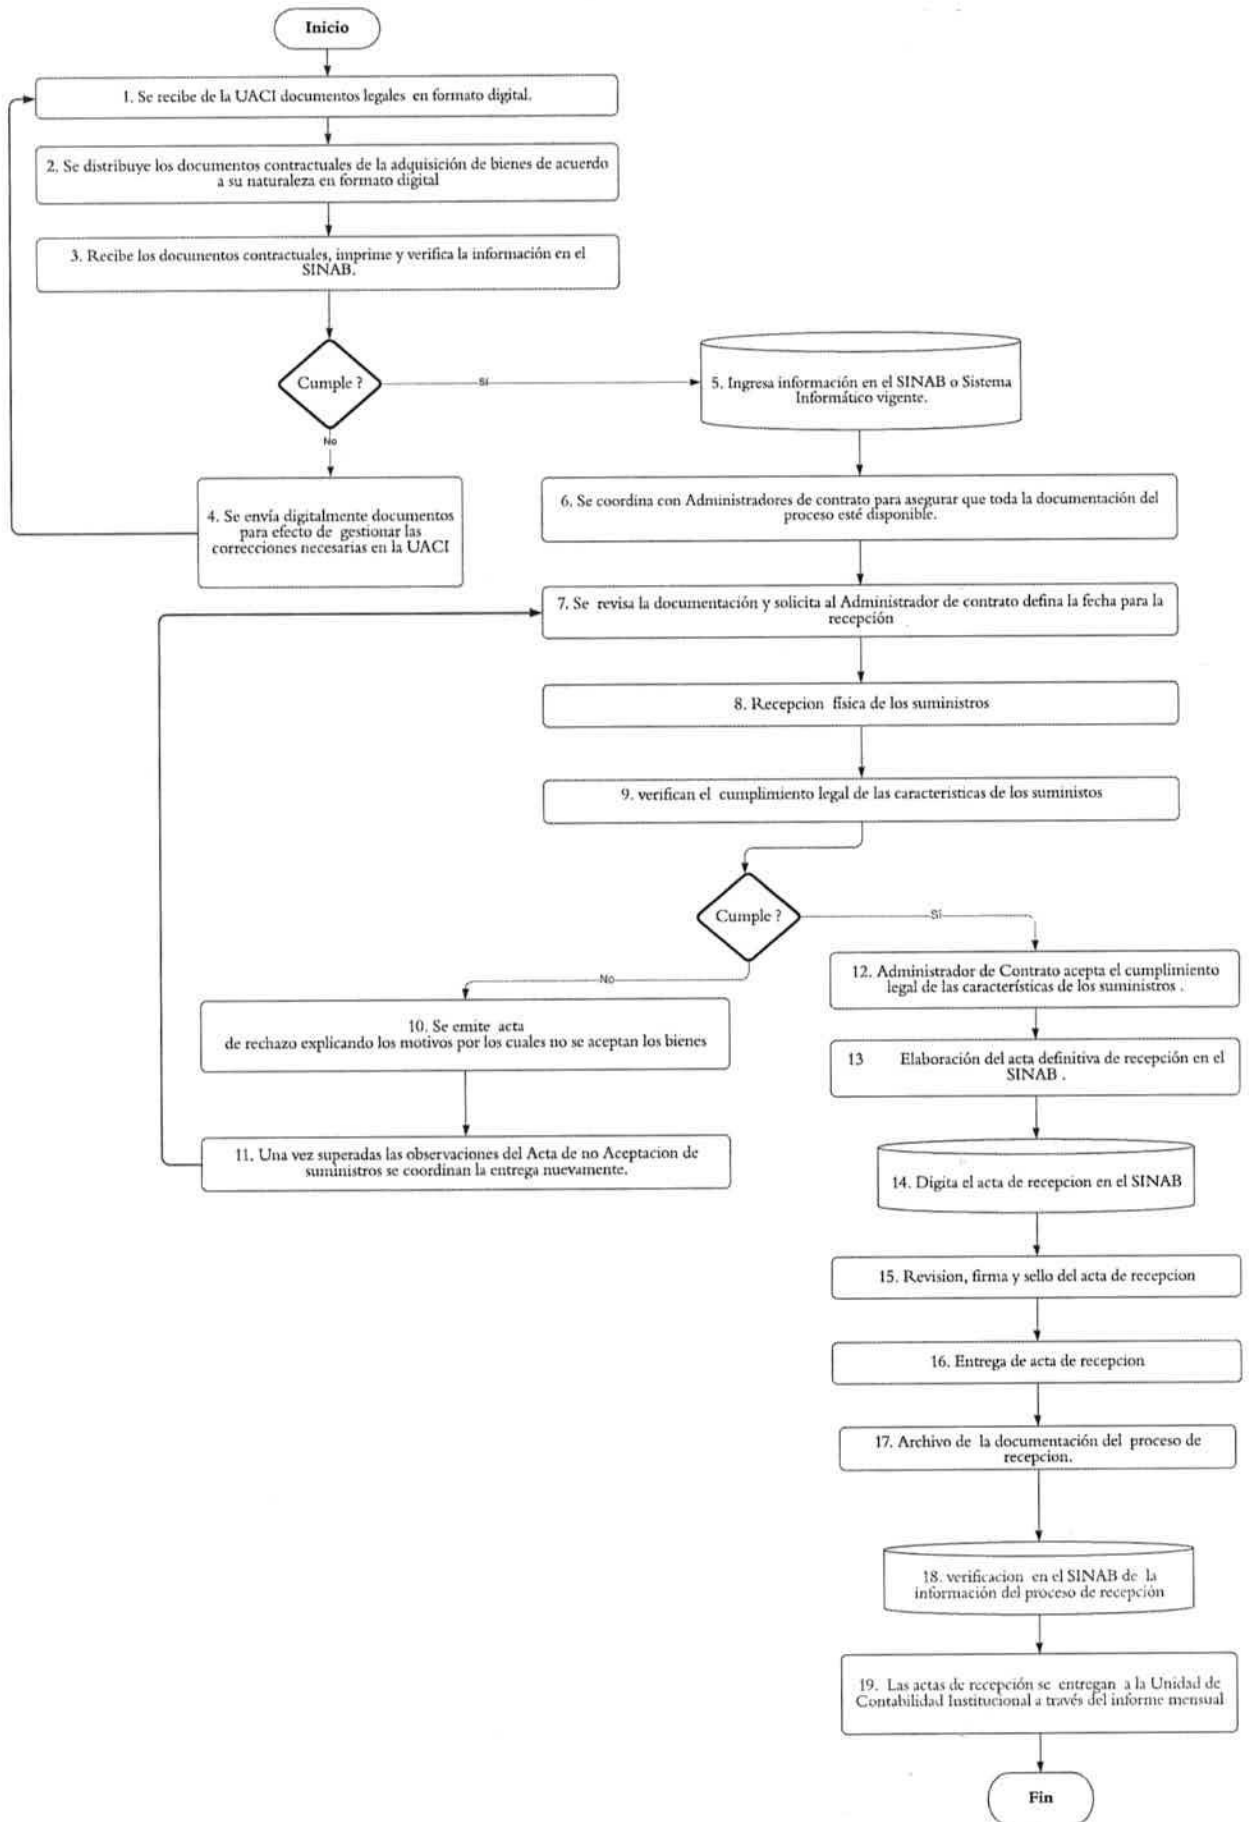 Inicio
1. Se recibe de la UACI documentos legales en formato digital.
2. Se distribuye los documentos contractuales de la adquisición de bienes de acuerdo
a su naturaleza en formato digital
3. Recibe los documentos contractuales, imprime y verifica la información en el
SINAB.
Cumple ?
Sí
5. Ingresa información en el SINAB o Sistema
Informático vigente.
No
4. Se envía digitalmente documentos
para efecto de gestionar las
correcciones necesarias en la UACI
6. Se coordina con Administradores de contrato para asegurar que toda la documentación del
proceso esté disponible.
7. Se revisa la documentación y solicita al Administrador de contrato defina la fecha para la
recepción
8. Recepcion física de los suministros
9. verifican el cumplimiento legal de las caracteristicas de los suministos
Cumple ?
Sí
No
12. Administrador de Contrato acepta el cumplimiento
legal de las características de los suministros .
10. Se emite acta
de rechazo explicando los motivos por los cuales no se aceptan los bienes
13 Elaboración del acta definitiva de recepción en el
SINAB .
11. Una vez superadas las observaciones del Acta de no Aceptacion de
suministros se coordinan la entrega nuevamente.
14. Digita el acta de recepcion en el SINAB
15. Revision, firma y sello del acta de recepcion
16. Entrega de acta de recepcion
17. Archivo de la documentación del proceso de
recepcion.
18. verificacion en el SINAB de la
información del proceso de recepción
19. Las actas de recepción se entregan a la Unidad de
Contabilidad Institucional a través del informe mensual
Fin